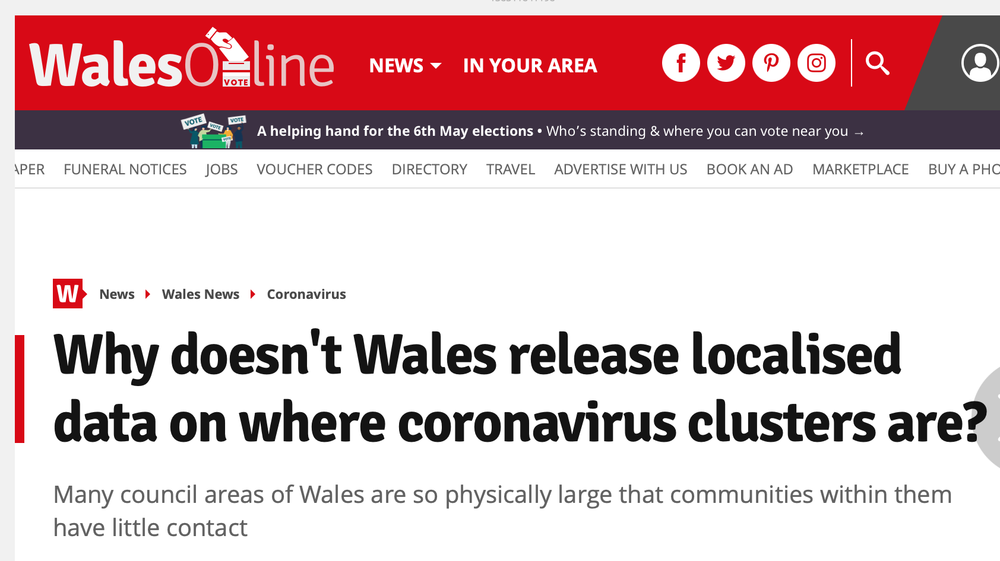 WalesOnline
VOTE
NEWS
IN YOUR AREA
VOTE
VOTE
VOTE
VOTE
A helping hand for the 6th May elections • Who’s standing & where you can vote near you →
APER FUNERAL NOTICES JOBS VOUCHER CODES DIRECTORY TRAVEL ADVERTISE WITH US BOOK AN AD MARKETPLACE BUY A PHO
W News Wales News Coronavirus
Why doesn't Wales release localised
data on where coronavirus clusters are?
Many council areas of Wales are so physically large that communities within them
have little contact